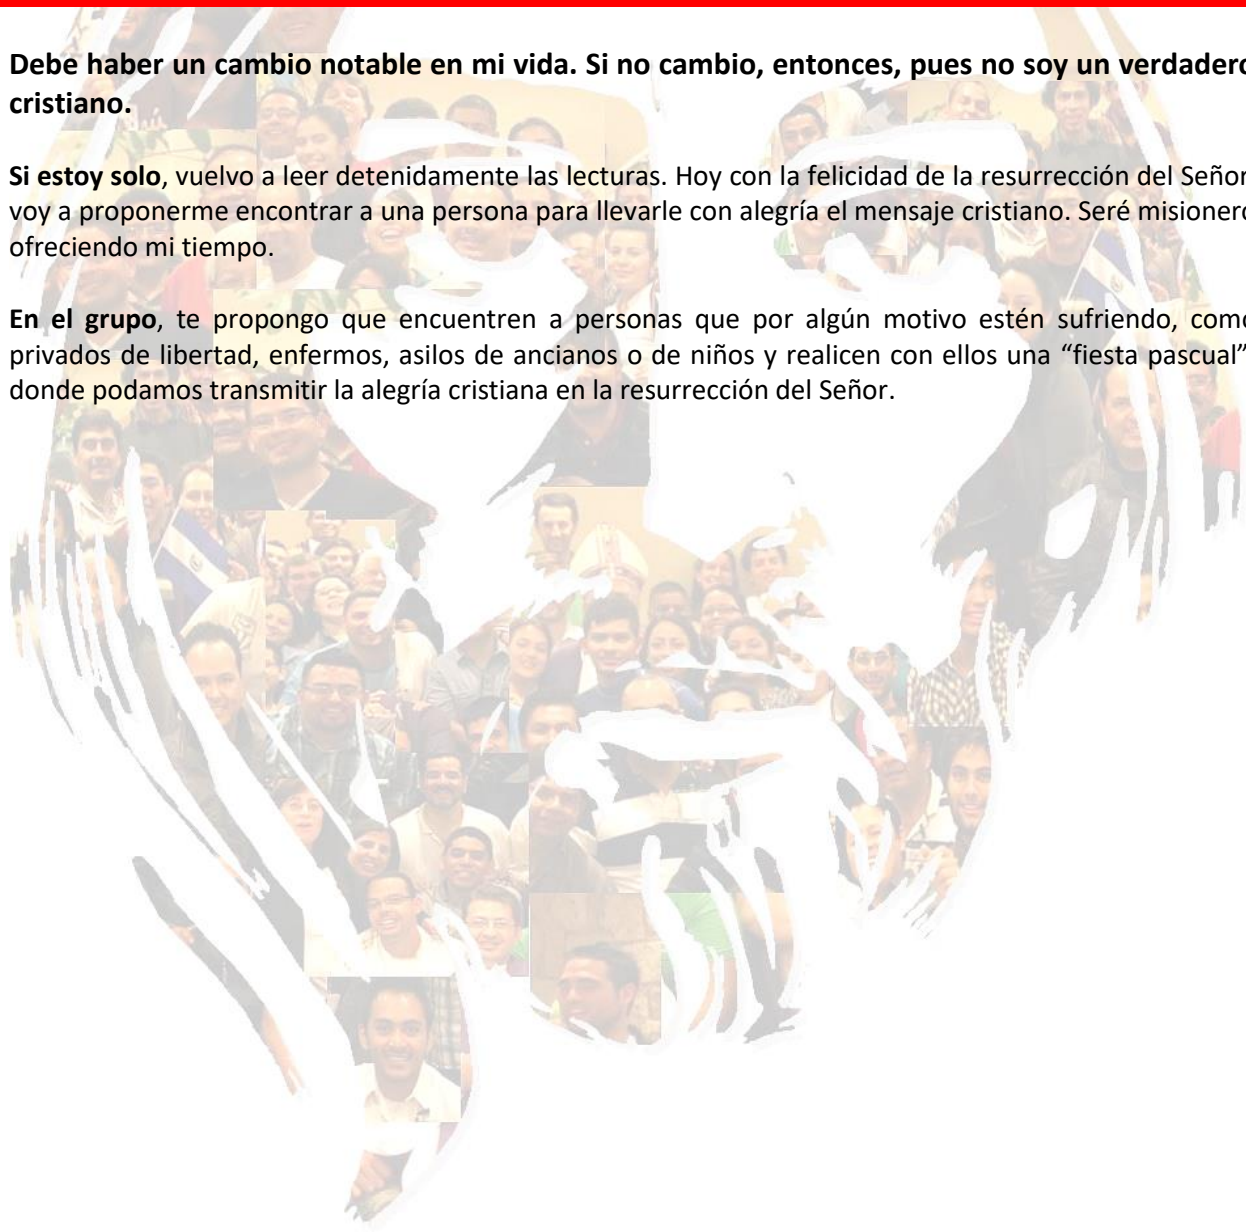 Debe haber un cambio notable en mi vida. Si no cambio, entonces, pues no soy un verdadero
cristiano.
Si estoy solo, vuelvo a leer detenidamente las lecturas. Hoy con la felicidad de la resurrección del Señor
voy a proponerme encontrar a una persona para llevarle con alegría el mensaje cristiano. Seré misionero
ofreciendo mi tiempo.
En el grupo, te propongo que encuentren a personas que por algún motivo estén sufriendo, como
privados de libertad, enfermos, asilos de ancianos o de niños y realicen con ellos una “fiesta pascual”
donde podamos transmitir la alegría cristiana en la resurrección del Señor.